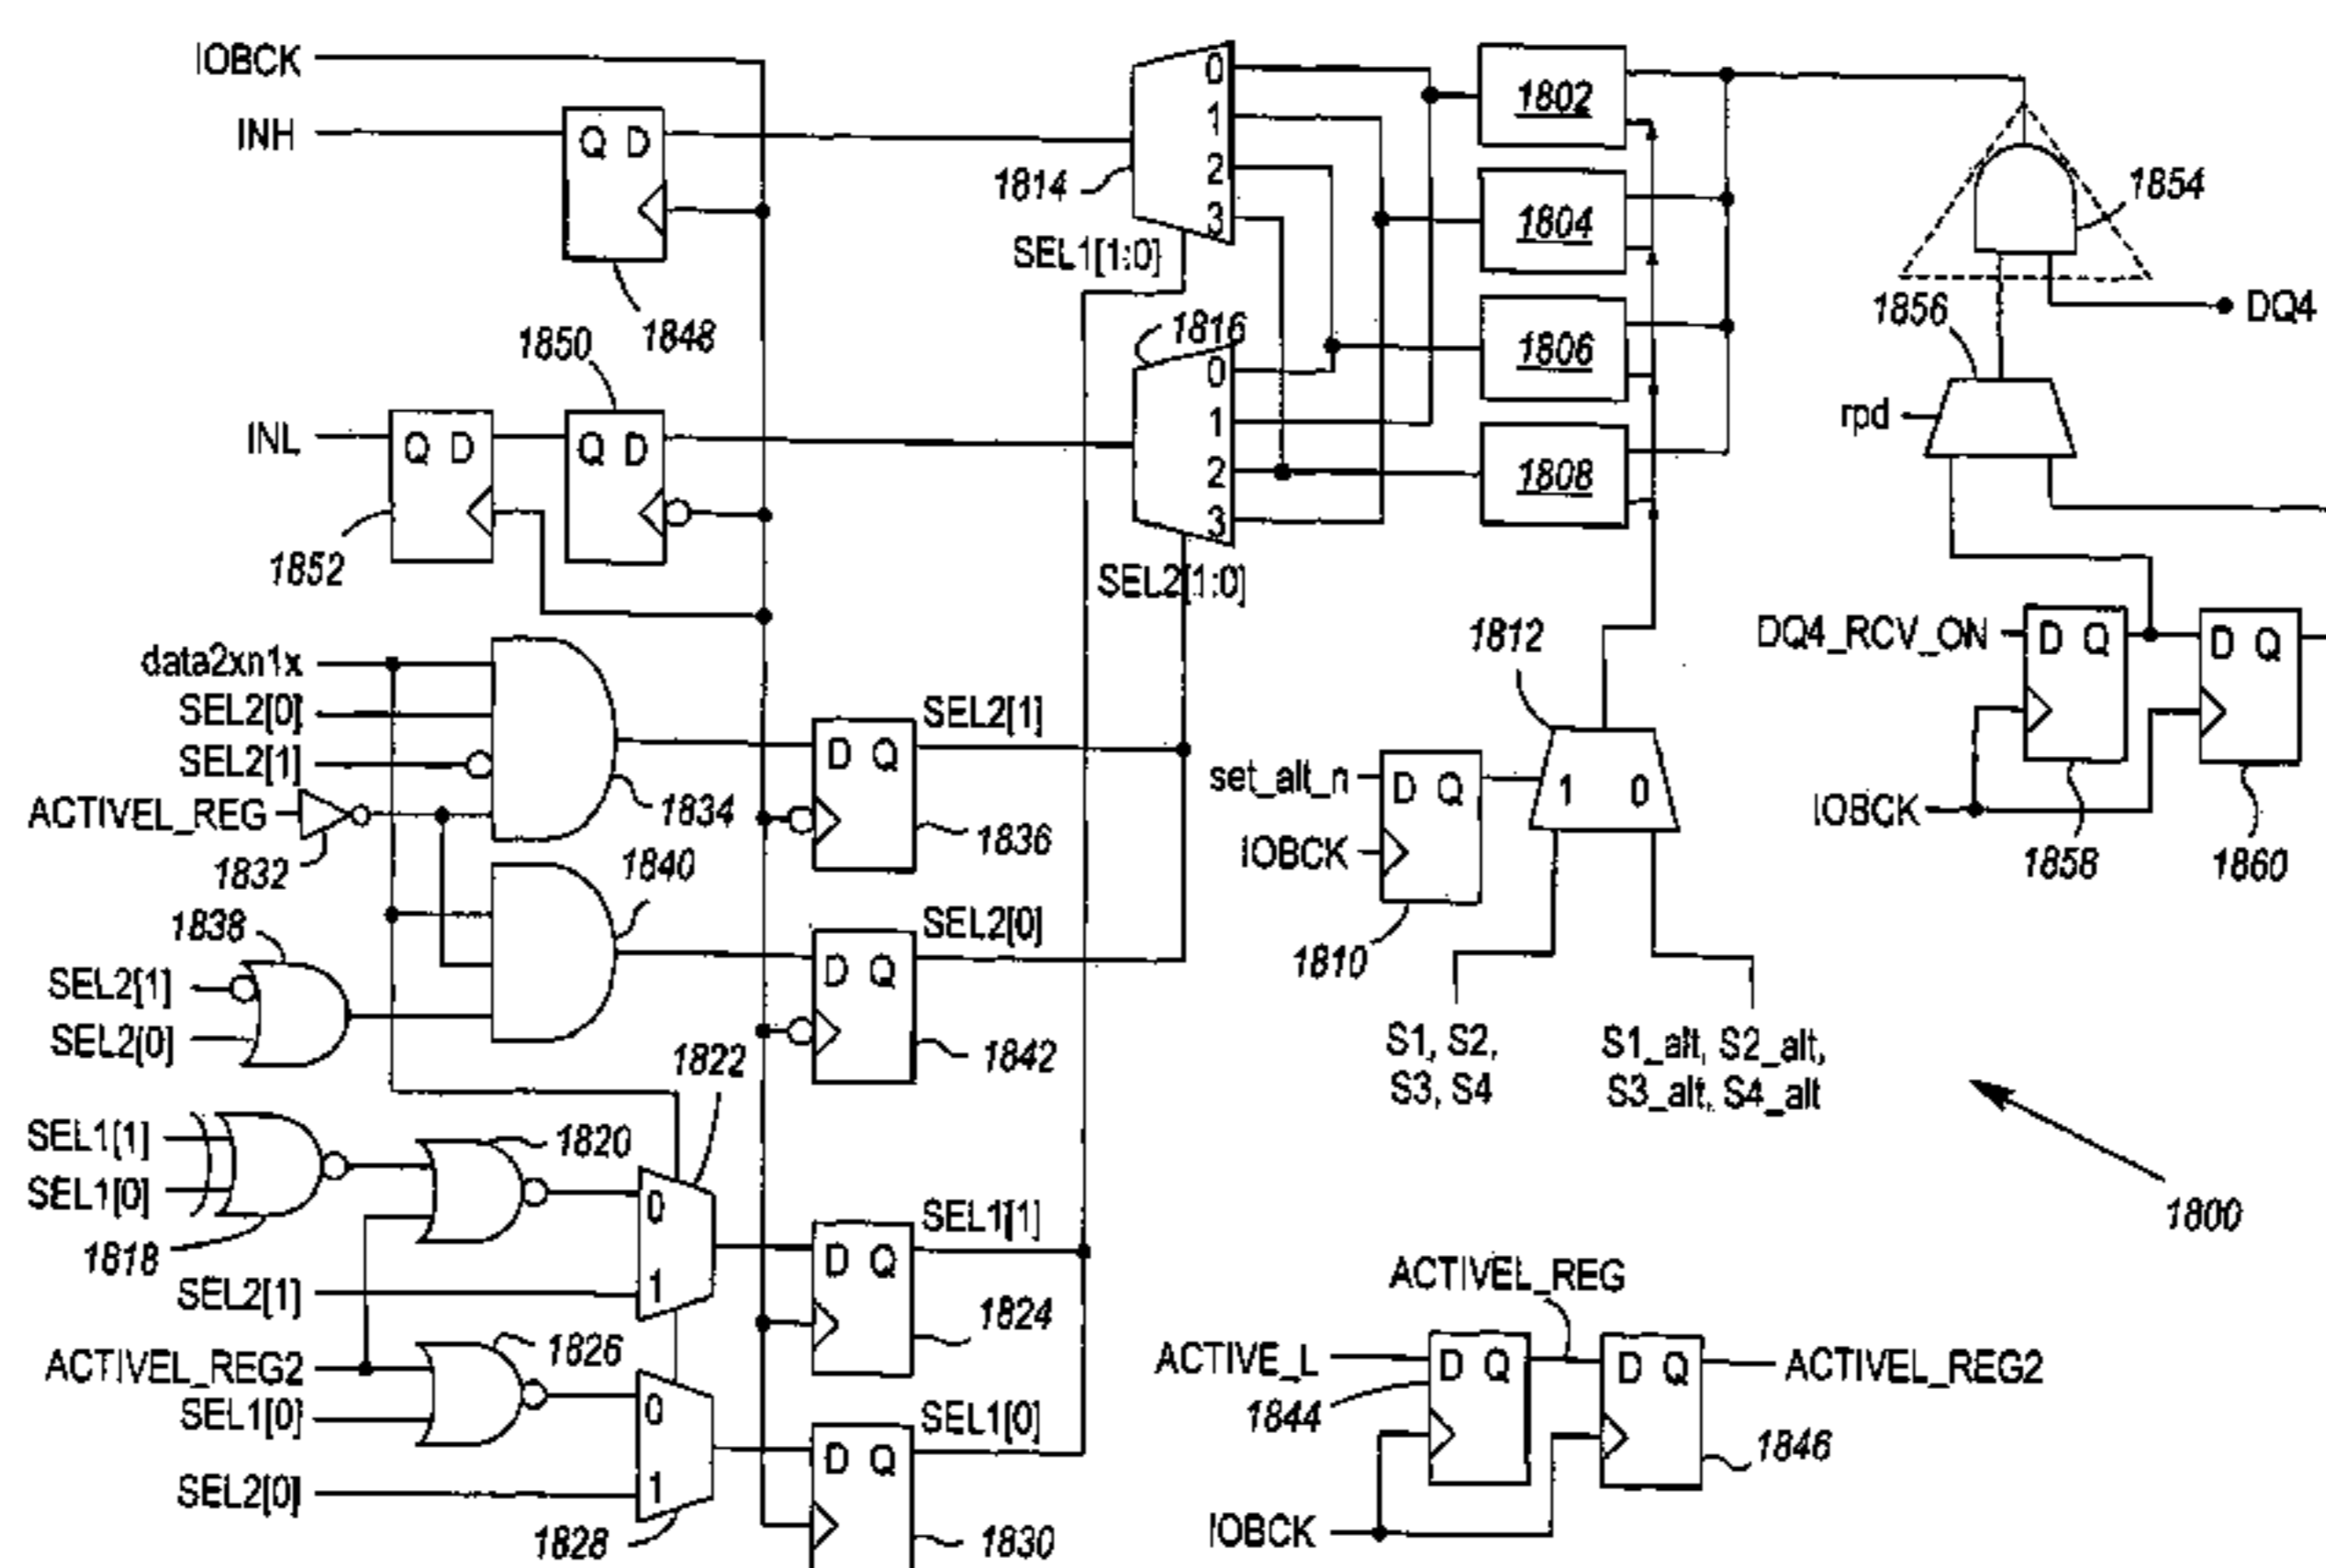 IOBCK
INH
Q D
1848
0
1
2
3
1814
SEL1[1:0]
1802
1804
1806
1808
1854
DQ4
1856
rpd
1850
INL
Q D
Q D
1852
1816
0
1
2
3
SEL2[1:0]
data2xn1x
SEL2[0]
SEL2[1]
ACTIVEL_REG
1832
1834
SEL2[1]
D Q
1836
1840
1838
SEL2[1]
SEL2[0]
SEL2[0]
D Q
1842
1812
set_alt_n
D Q
IOBCK
1810
1 0
S1, S2,
S3, S4
S1_alt, S2_alt,
S3_alt, S4_alt
DQ4_RCV_ON
D Q
D Q
IOBCK
1858
1860
1822
SEL1[1]
SEL1[0]
1818
1820
0
1
SEL2[1]
SEL1[1]
D Q
1824
ACTIVEL_REG2
1826
SEL1[0]
SEL2[0]
0
1
1828
SEL1[0]
D Q
1830
1800
ACTIVEL_REG
ACTIVE_L
D Q
D Q
ACTIVEL_REG2
1844
1846
IOBCK